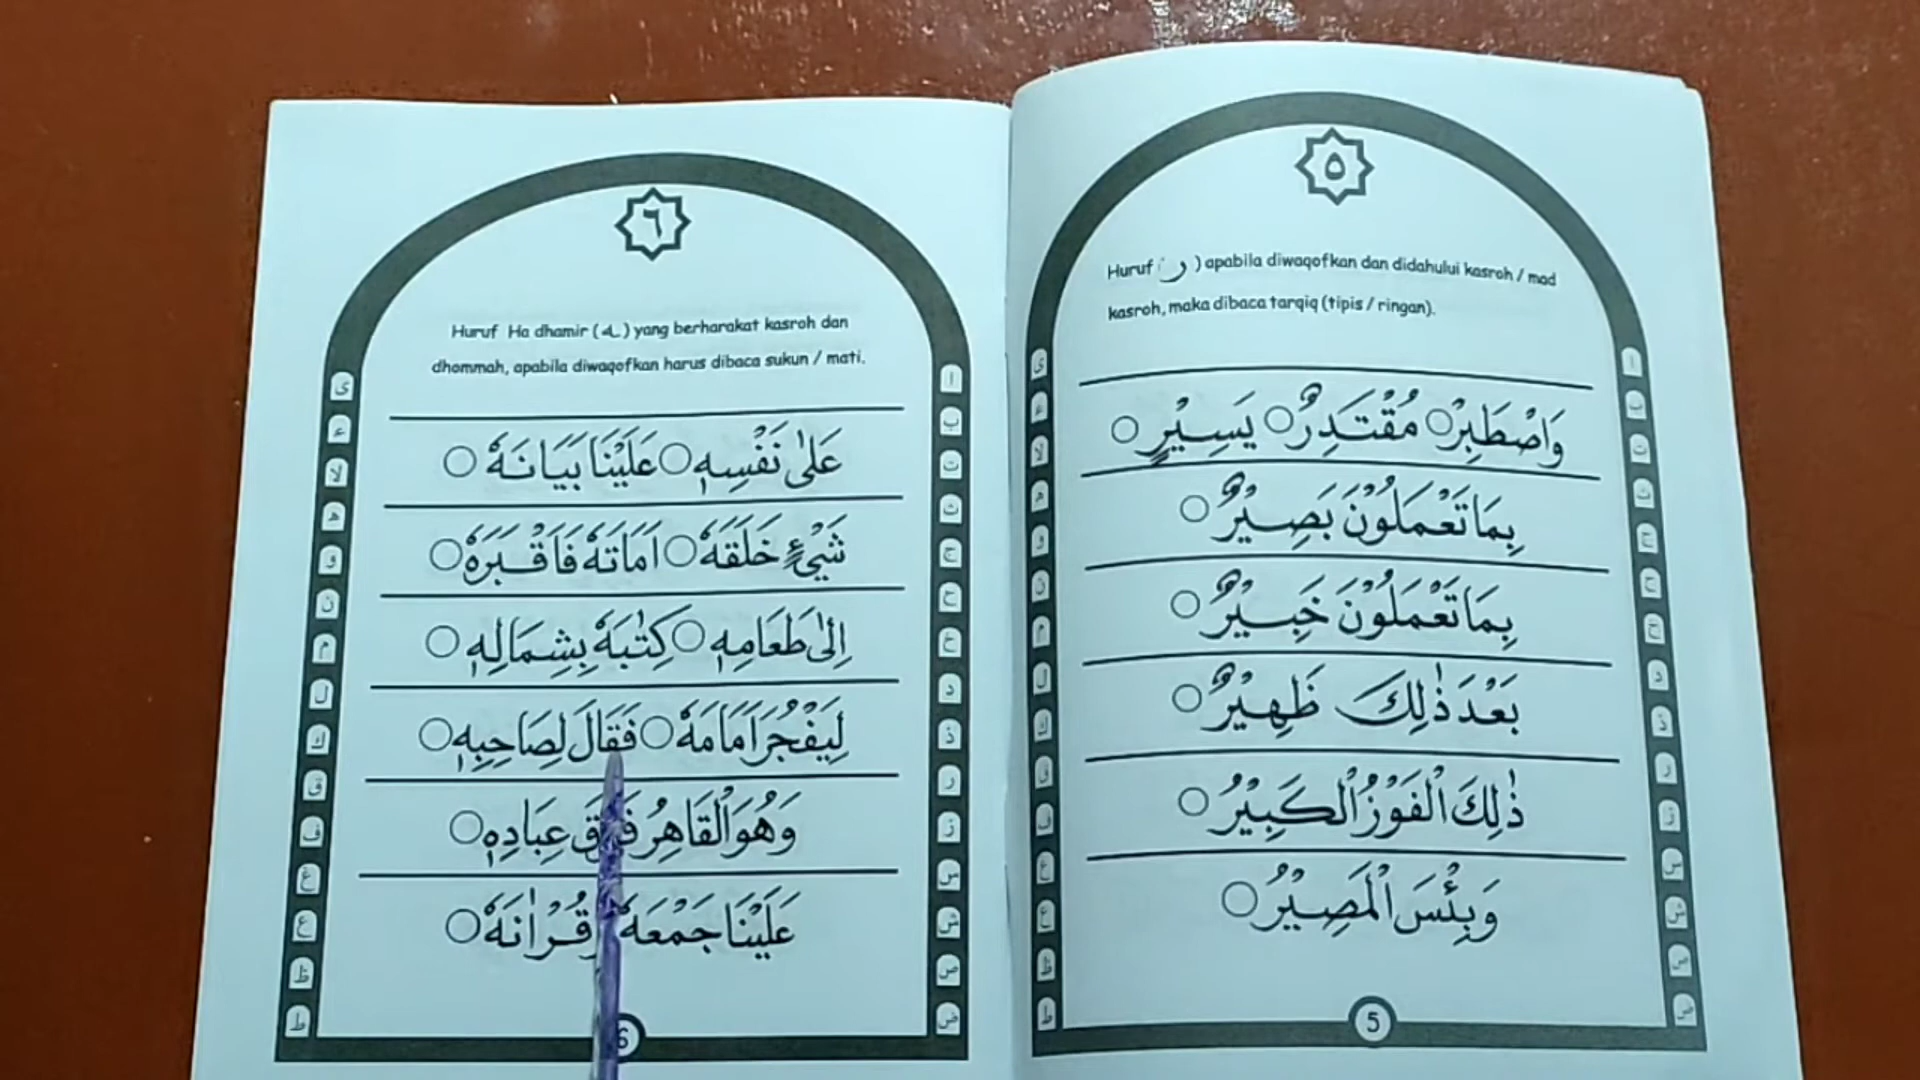 ٥
Huruf ( ر ) apabila diwaqofkan dan didahului kasroh / mad
kasroh, maka dibaca tarqiq (tipis / ringan).
وَاصْطَبِرْ ○ مُقْتَدِرٌ ○ يَسِيْرٍ ○
بِمَا تَعْمَلُوْنَ بَصِيْرٌ ○
بِمَا تَعْمَلُوْنَ خَبِيْرٌ ○
بَعْدَ ذٰلِكَ ظَهِيْرٌ ○
ذٰلِكَ الْفَوْزُ الْكَبِيْرُ ○
وَبِئْسَ الْمَصِيْرُ ○
5
٦
Huruf Ha dhamir ( ـه ) yang berharakat kasroh dan
dhommah, apabila diwaqofkan harus dibaca sukun / mati.
عَلٰى نَفْسِهٖ ○ عَلَيْنَا بَيَانَهٗ ○
شَيْءٍ خَلَقَهٗ ○ اَمَاتَهٗ فَاَقْبَرَهٗ ○
اِلٰى طَعَامِهٖ ○ كِتٰبَهٗ بِشِمَالِهٖ ○
لِيَفْجُرَ اَمَامَهٗ ○ فَقَالَ لِصَاحِبِهٖ ○
وَهُوَ الْقَاهِرُ عِبَادِهٖ ○
عَلَيْنَا جَمْعَهٗ قُرْاٰنَهٗ ○
6
ا ب ت ث ج ح خ د ذ ر ز س ش ص ض
ط ظ ع غ ف ق ك ل م ن و ه لا ء ى